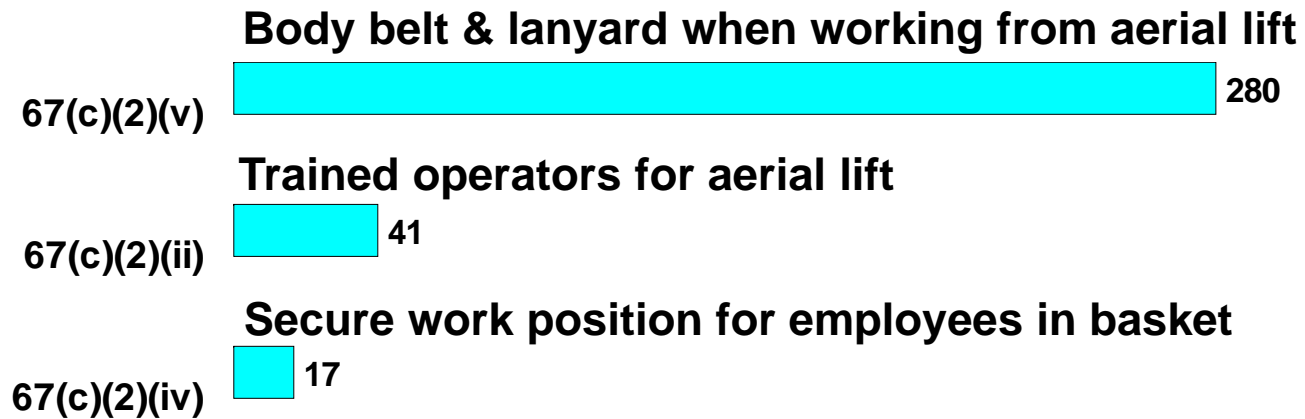 Body belt & lanyard when working from aerial lift
67(c)(2)(v)
280
Trained operators for aerial lift
67(c)(2)(ii)
41
Secure work position for employees in basket
67(c)(2)(iv)
17